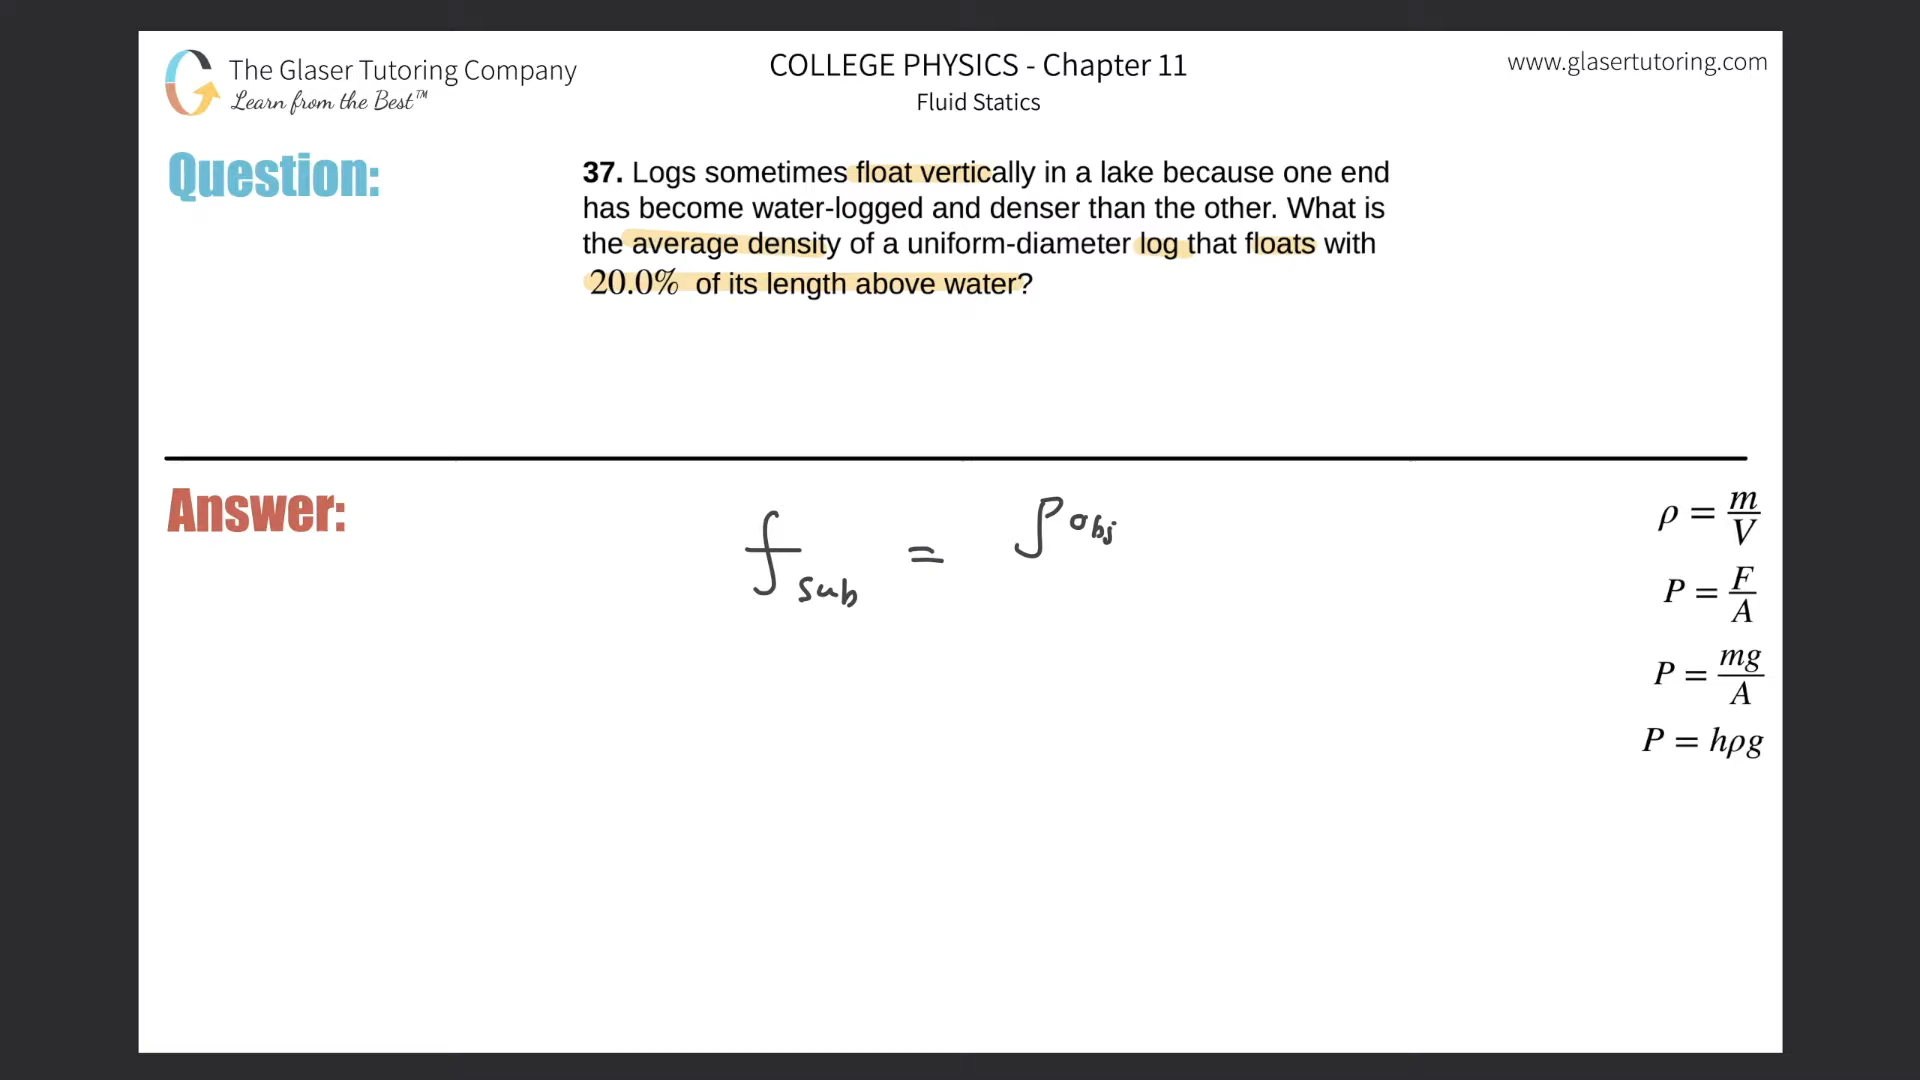 The Glaser Tutoring Company
Learn from the Best™
COLLEGE PHYSICS - Chapter 11
Fluid Statics
www.glasertutoring.com
Question:
37. Logs sometimes float vertically in a lake because one end
has become water-logged and denser than the other. What is
the average density of a uniform-diameter log that floats with
20.0% of its length above water?
Answer:
f_sub = ρ_obj
ρ = m/V
P = F/A
P = mg/A
P = hρg